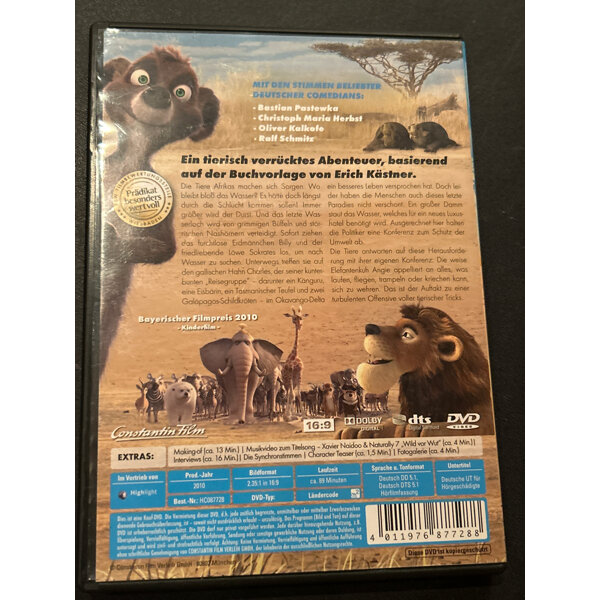 MIT DEN STIMMEN BELIEBTER
DEUTSCHER COMEDIANS:
• Bastian Pastewka
• Christoph Maria Herbst
• Oliver Kalkofe
• Ralf Schmitz
Ein tierisch verrücktes Abenteuer, basierend
auf der Buchvorlage von Erich Kästner.
Prädikat
besonders
wertvoll
Die Tiere Afrikas machen sich Sorgen. Wo
bleibt bloß das Wasser? Es hätte doch längst
durch die Schlucht kommen sollen! Immer
größer wird der Durst. Und das letzte Was-
serloch wird von grimmigen Büffeln und stör-
rischen Nashörnern verteidigt. Sofort ziehen
das furchtlose Erdmännchen Billy und der
friedliebende Löwe Sokrates los, um nach
Wasser zu suchen. Unterwegs treffen sie auf
den gallischen Hahn Charles, der seiner kunter-
bunten „Reisegruppe“ – darunter ein Känguru,
eine Eisbärin, ein Tasmanischer Teufel und zwei
Galápagos-Schildkröten – im Okavango-Delta
ein besseres Leben versprochen hat. Doch lei-
der haben die Menschen auch dieses letzte
Paradies nicht verschont. Ein großer Damm
staut das Wasser, welches für ein neues Luxus-
hotel benötigt wird. Ausgerechnet hier halten
die Politiker eine Konferenz zum Schutz der
Umwelt ab.
Die Tiere antworten auf diese Herausforde-
rung mit ihrer eigenen Konferenz: Die weise
Elefantenkuh Angie appelliert an alles, was
laufen, fliegen, trampeln oder kriechen kann,
sich zu wehren. Das ist der Auftakt zu einer
turbulenten Offensive voller tierischer Tricks.
Bayerischer Filmpreis 2010
- Kinderfilm -
Constantin Film
16:9
DOLBY
DIGITAL
dts
Digital Surround
DVD
VIDEO
EXTRAS:
Making-of (ca. 13 Min.) | Musikvideo zum Titelsong – Xavier Naidoo & Naturally 7 „Wild vor Wut“ (ca. 4 Min.) |
Interviews (ca. 16 Min.) | Die Synchronstimmen | Character Teaser (ca. 1,5 Min.) | Fotogalerie (ca. 4 Min.)
Im Vertrieb von
Highlight
Prod.-Jahr
2010
Best.-Nr.: HC087728
Bildformat
2.35:1 in 16:9
DVD-Typ:
Laufzeit
ca. 89 Minuten
Ländercode
Sprache u. Tonformat
Deutsch DD 5.1,
Deutsch DTS 5.1
Hörfilmfassung
Untertitel
Deutsche UT für
Hörgeschädigte
4 011976 877288
Diese DVD ist kopiergeschützt
© Constantin Film Verleih GmbH